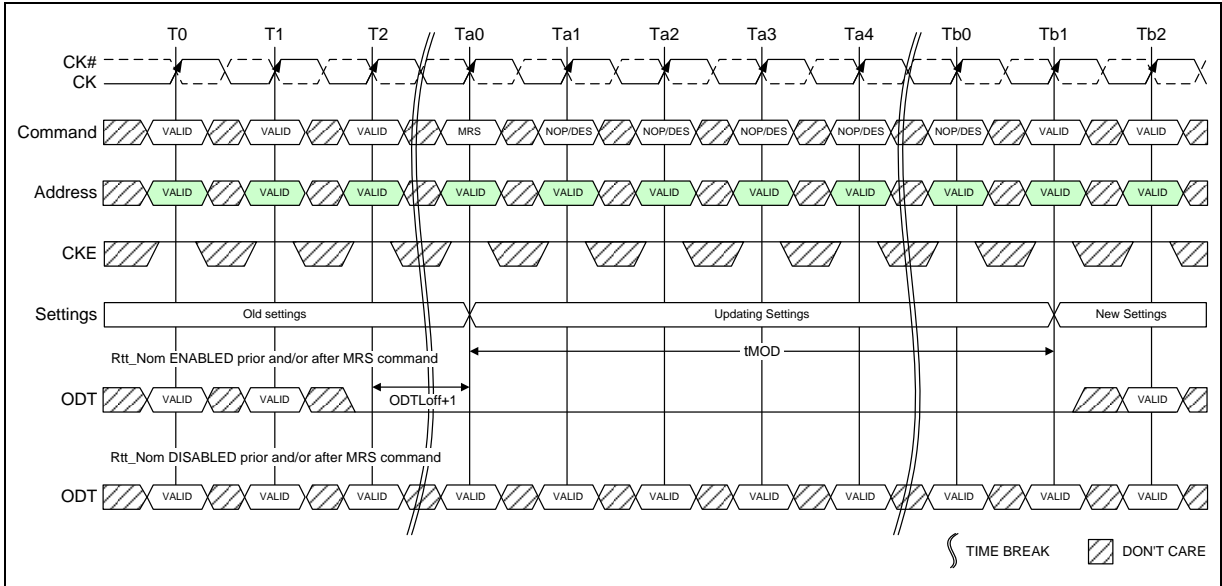 T0 T1 T2 Ta0 Ta1 Ta2 Ta3 Ta4 Tb0 Tb1 Tb2
CK#
CK
Command VALID VALID VALID MRS NOP/DES NOP/DES NOP/DES NOP/DES NOP/DES VALID VALID
Address VALID VALID VALID VALID VALID VALID VALID VALID VALID VALID VALID
CKE
Settings Old settings Updating Settings New Settings
Rtt_Nom ENABLED prior and/or after MRS command tMOD
ODT VALID VALID ODTLoff+1 VALID
Rtt_Nom DISABLED prior and/or after MRS command
ODT VALID VALID VALID VALID VALID VALID VALID VALID VALID VALID VALID
TIME BREAK DON'T CARE